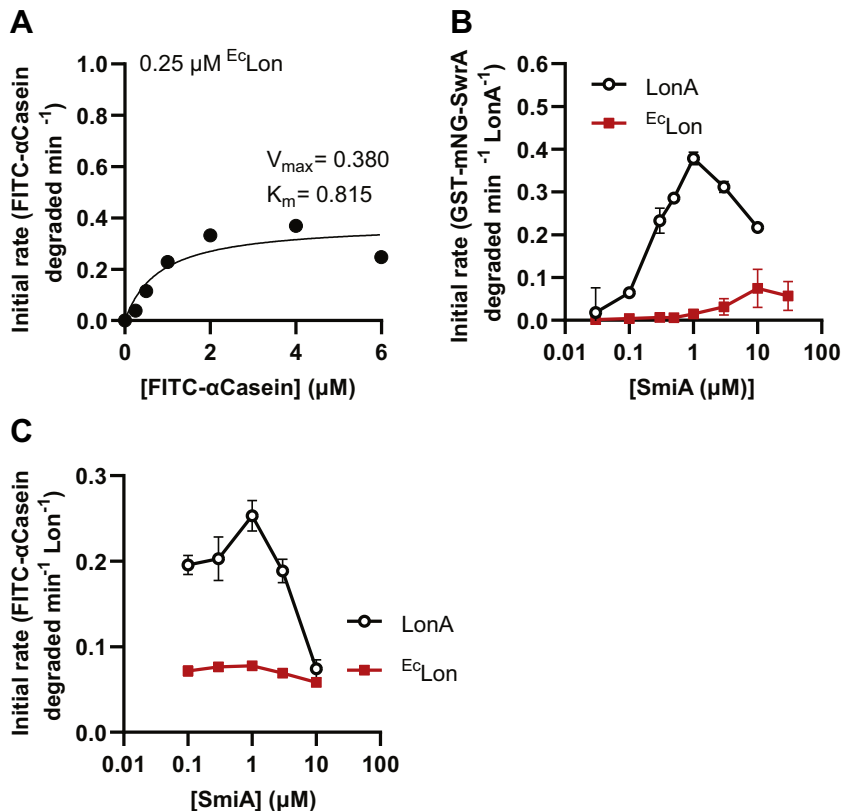 A
0.25 µM EcLon
Initial rate (FITC-αCasein
degraded min -1)
1.0
0.8
0.6
0.4
0.2
0.0
Vmax= 0.380
Km= 0.815
0
2
4
6
[FITC-αCasein] (µM)
B
Initial rate (GST-mNG-SwrA
degraded min -1 LonA-1)
0.6
0.5
0.4
0.3
0.2
0.1
0.0
LonA
EcLon
0.01
0.1
1
10
100
[SmiA (µM)]
C
Initial rate (FITC-αCasein
degraded min-1 Lon-1)
0.3
0.2
0.1
0.0
LonA
EcLon
0.01
0.1
1
10
100
[SmiA] (µM)